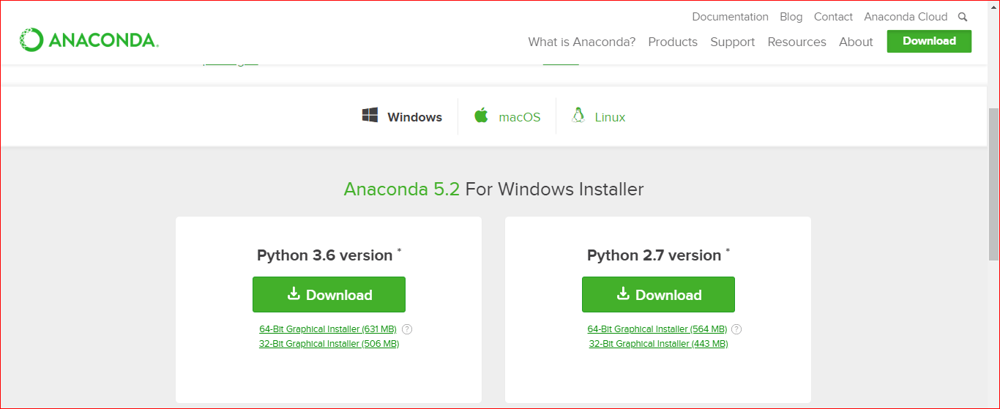 Documentation Blog Contact Anaconda Cloud
ANACONDA.
What is Anaconda? Products Support Resources About Download
Windows macOS Linux
Anaconda 5.2 For Windows Installer
Python 3.6 version *
Download
64-Bit Graphical Installer (631 MB) ?
32-Bit Graphical Installer (506 MB)
Python 2.7 version *
Download
64-Bit Graphical Installer (564 MB) ?
32-Bit Graphical Installer (443 MB)